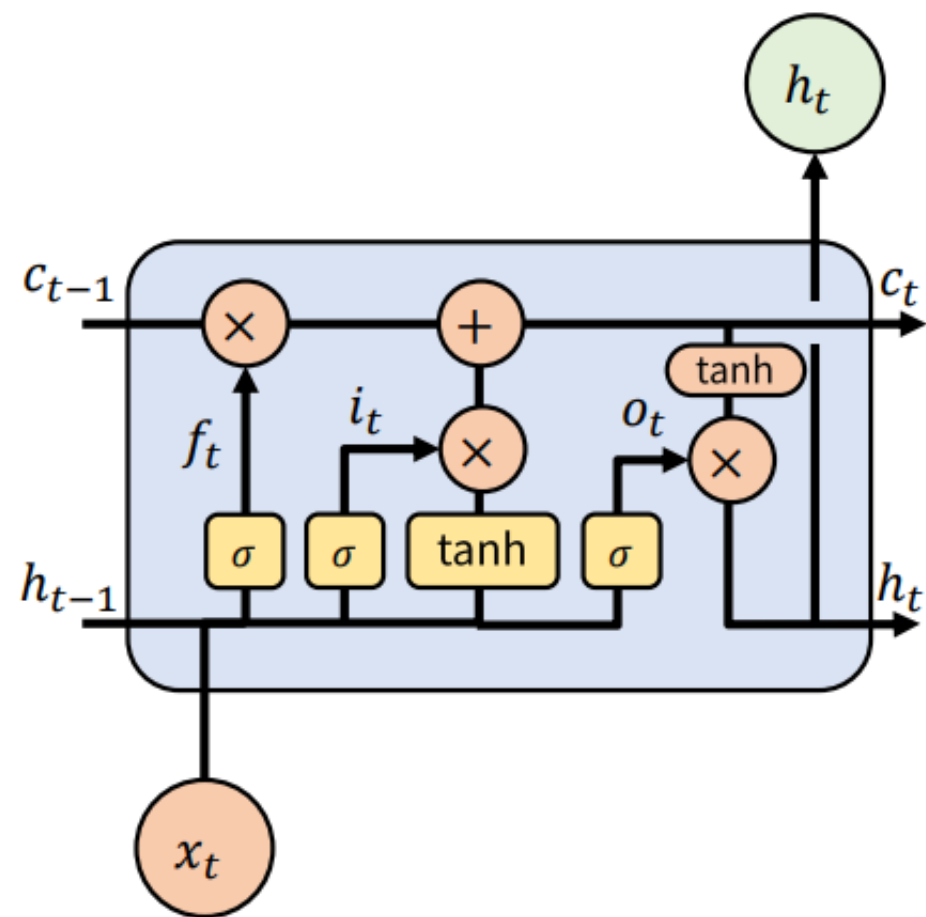 h_t
c_{t-1}
c_t
×
+
tanh
i_t
o_t
f_t
×
×
σ
σ
tanh
σ
h_{t-1}
h_t
x_t